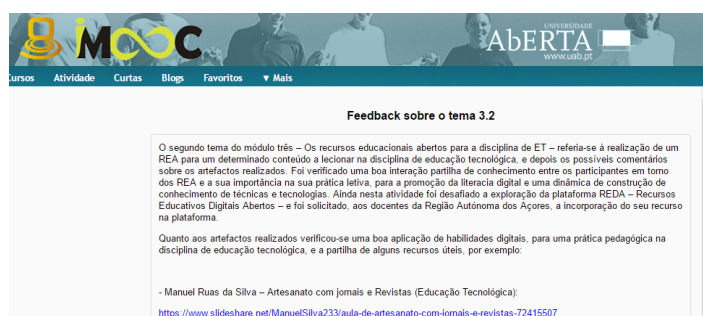 iMOOC
UNIVERSIDADE
AbERTA
www.uab.pt
Cursos Atividade Curtas Blogs Favoritos ▼ Mais
Feedback sobre o tema 3.2
O segundo tema do módulo três – Os recursos educacionais abertos para a disciplina de ET – referia-se à realização de um
REA para um determinado conteúdo a lecionar na disciplina de educação tecnológica, e depois os possíveis comentários
sobre os artefactos realizados. Foi verificado uma boa interação partilha de conhecimento entre os participantes em torno
dos REA e a sua importância na sua prática letiva, para a promoção da literacia digital e uma dinâmica de construção de
conhecimento de técnicas e tecnologias. Ainda nesta atividade foi desafiado a exploração da plataforma REDA – Recursos
Educativos Digitais Abertos – e foi solicitado, aos docentes da Região Autónoma dos Açores, a incorporação do seu recurso
na plataforma.
Quanto aos artefactos realizados verificou-se uma boa aplicação de habilidades digitais, para uma prática pedagógica na
disciplina de educação tecnológica, e a partilha de alguns recursos úteis, por exemplo:
- Manuel Ruas da Silva – Artesanato com jornais e Revistas (Educação Tecnológica):
https://www.slideshare.net/ManuelSilva233/aula-de-artesanato-com-jornais-e-revistas-72415507